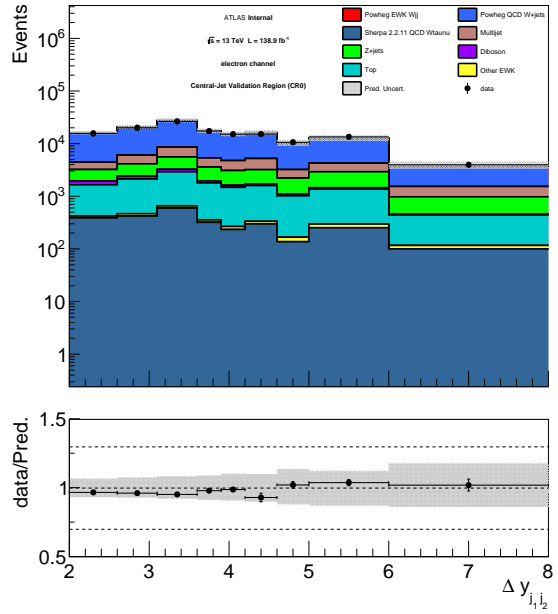 Events
10⁶
10⁵
10⁴
10³
10²
10
1
ATLAS Internal
√s = 13 TeV L = 138.9 fb⁻¹
electron channel
Central-Jet Validation Region (CR0)
Powheg EWK Wjj
Powheg QCD W+jets
Sherpa 2.2.11 QCD Wtaunu
Multijet
Z+jets
Diboson
Top
Other EWK
Pred. Uncert.
data
data/Pred.
1.5
1
0.5
2 3 4 5 6 7 8
Δ y j₁ j₂